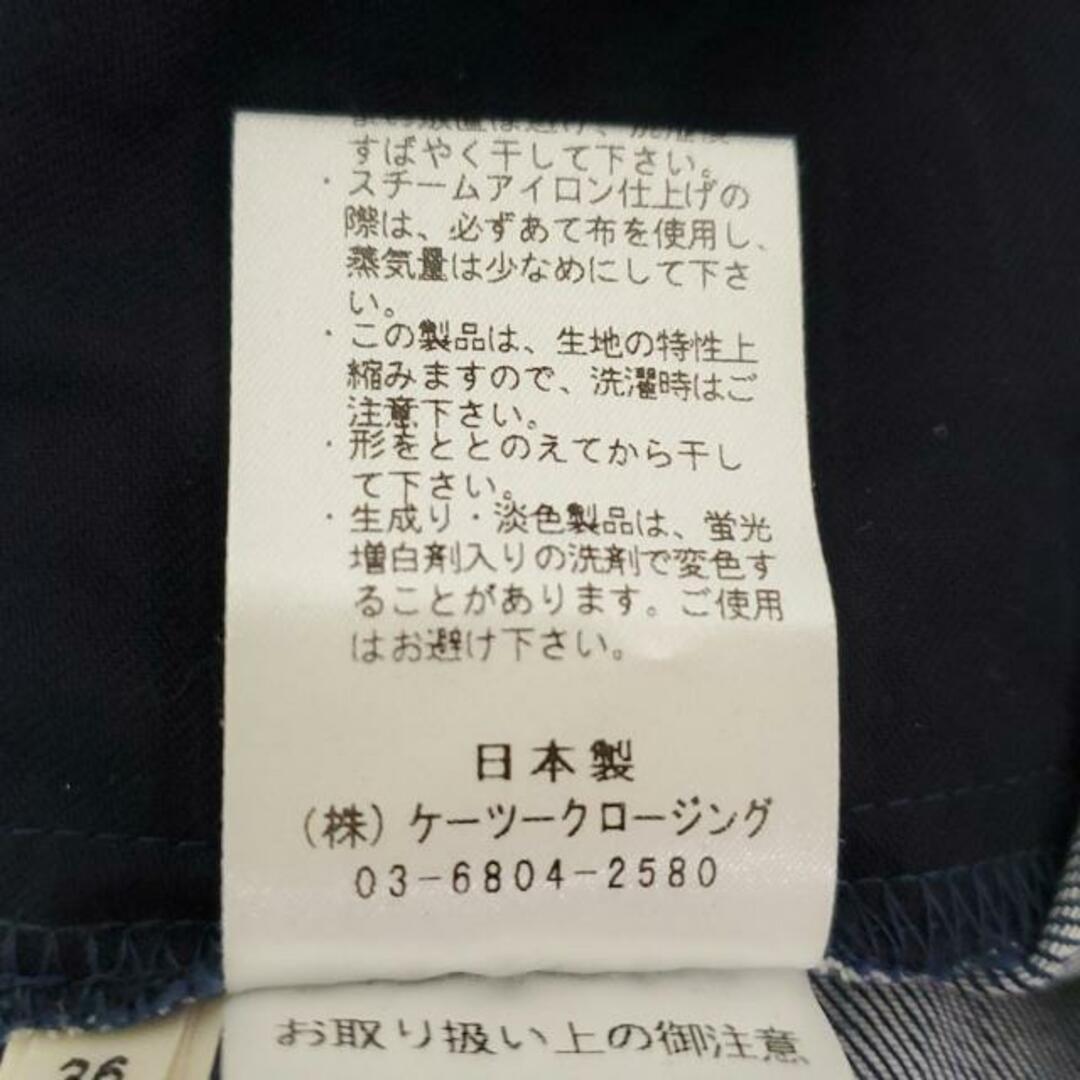 すばやく干して下さい。
・スチームアイロン仕上げの
際は、必ずあて布を使用し、
蒸気量は少なめにして下さ
い。
・この製品は、生地の特性上
縮みますので、洗濯時はご
注意下さい。
・形をととのえてから干し
て下さい。
・生成り・淡色製品は、蛍光
増白剤入りの洗剤で変色す
ることがあります。ご使用
はお避け下さい。
日本製
(株)ケーツークロージング
03-6804-2580
お取り扱い上の御注意
36